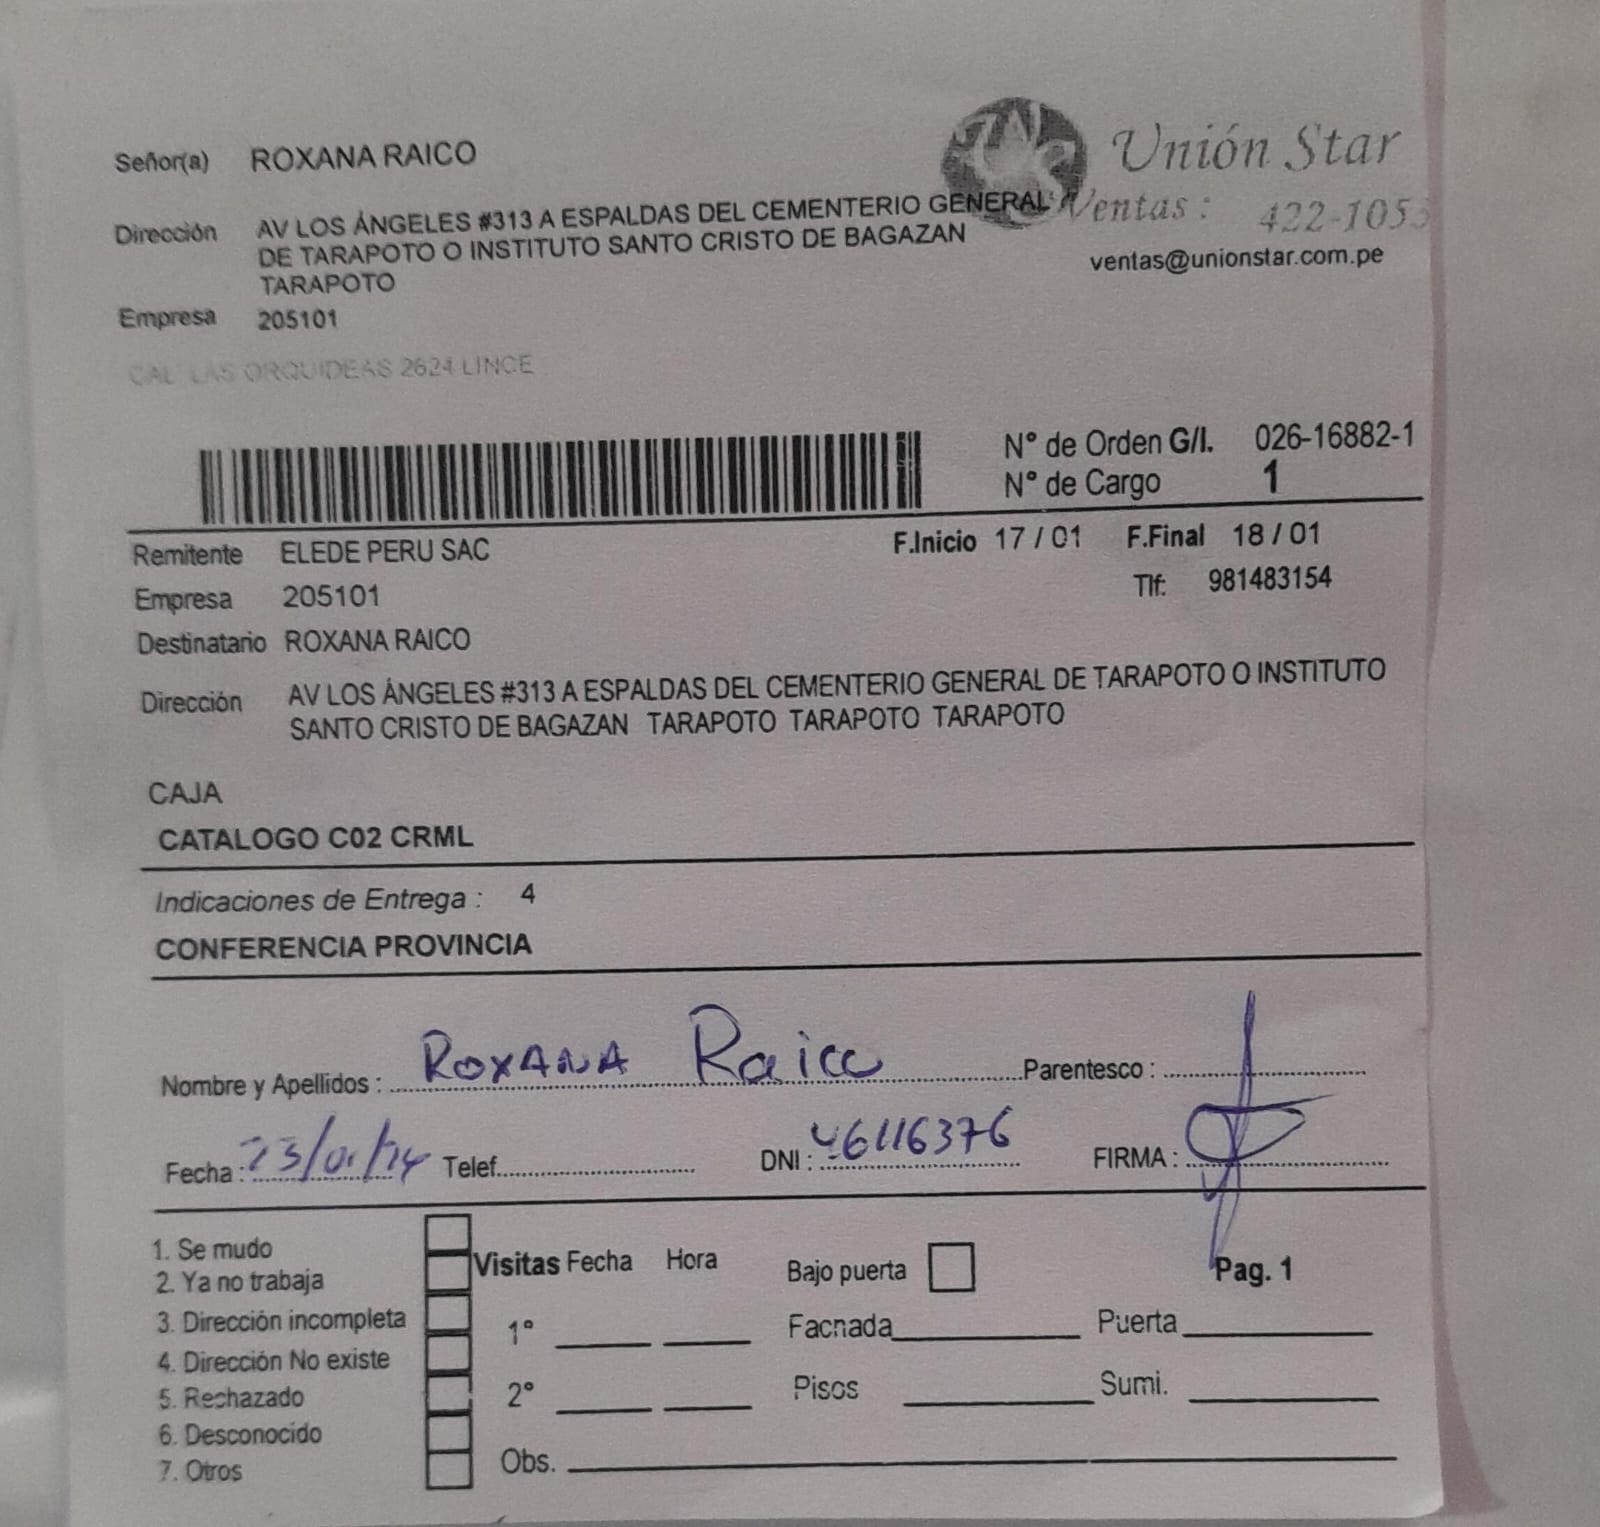 Señor(a) ROXANA RAICO
Unión Star
Dirección AV LOS ÁNGELES #313 A ESPALDAS DEL CEMENTERIO GENERAL
Ventas : 422-1053
DE TARAPOTO O INSTITUTO SANTO CRISTO DE BAGAZAN
ventas@unionstar.com.pe
TARAPOTO
Empresa 205101
CAL LAS ORQUIDEAS 2624 LINCE
N° de Orden G/I. 026-16882-1
N° de Cargo 1
Remitente ELEDE PERU SAC F.Inicio 17 / 01 F.Final 18 / 01
Empresa 205101 Tlf: 981483154
Destinatario ROXANA RAICO
Dirección AV LOS ÁNGELES #313 A ESPALDAS DEL CEMENTERIO GENERAL DE TARAPOTO O INSTITUTO
SANTO CRISTO DE BAGAZAN TARAPOTO TARAPOTO TARAPOTO
CAJA
CATALOGO C02 CRML
Indicaciones de Entrega : 4
CONFERENCIA PROVINCIA
Nombre y Apellidos : ROXANA Raico Parentesco :
Fecha : 23/01/24 Telef. DNI : 46116376 FIRMA :
1. Se mudo
2. Ya no trabaja
3. Dirección incompleta
4. Dirección No existe
5. Rechazado
6. Desconocido
7. Otros
Visitas Fecha Hora Bajo puerta Pag. 1
1° Facnada Puerta
2° Pisos Sumi.
Obs.